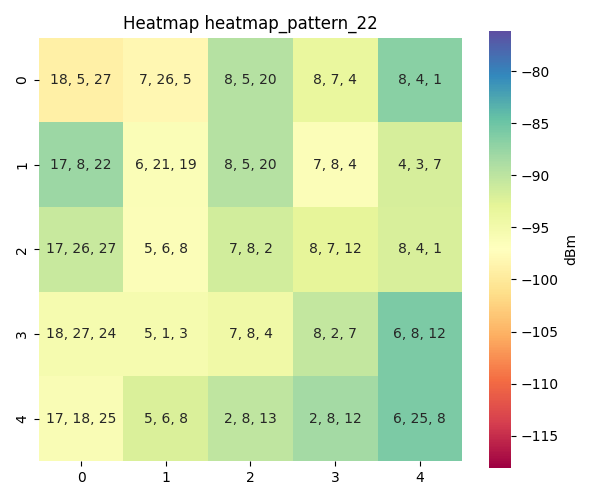 Heatmap heatmap_pattern_22
0 18, 5, 27 7, 26, 5 8, 5, 20 8, 7, 4 8, 4, 1
1 17, 8, 22 6, 21, 19 8, 5, 20 7, 8, 4 4, 3, 7
2 17, 26, 27 5, 6, 8 7, 8, 2 8, 7, 12 8, 4, 1
3 18, 27, 24 5, 1, 3 7, 8, 4 8, 2, 7 6, 8, 12
4 17, 18, 25 5, 6, 8 2, 8, 13 2, 8, 12 6, 25, 8
0 1 2 3 4
−80
−85
−90
−95
−100
−105
−110
−115
dBm